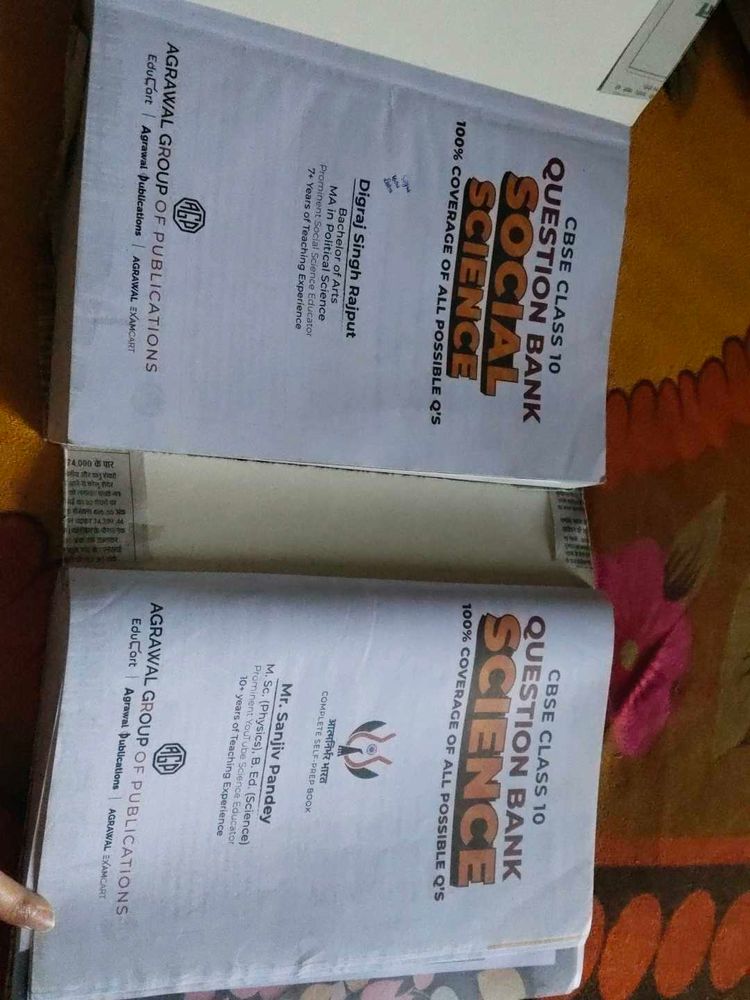 CBSE CLASS 10
QUESTION BANK
SOCIAL
SCIENCE
100% COVERAGE OF ALL POSSIBLE Q'S
Digraj Singh Rajput
Bachelor of Arts
MA in Political Science
Prominent Social Science Educator
7+ Years of Teaching Experience
AGP
AGRAWAL GROUP OF PUBLICATIONS
EduCart | Agrawal Publications | AGRAWAL EXAMCART
74,000 के पार
CBSE CLASS 10
QUESTION BANK
SCIENCE
100% COVERAGE OF ALL POSSIBLE Q'S
आत्मनिर्भर भारत
COMPLETE SELF-PREP BOOK
Mr. Sanjiv Pandey
M. Sc. (Physics), B. Ed (Science)
Prominent YouTube Science Educator
10+ years of Teaching Experience
AGP
AGRAWAL GROUP OF PUBLICATIONS
EduCart | Agrawal Publications | AGRAWAL EXAMCART